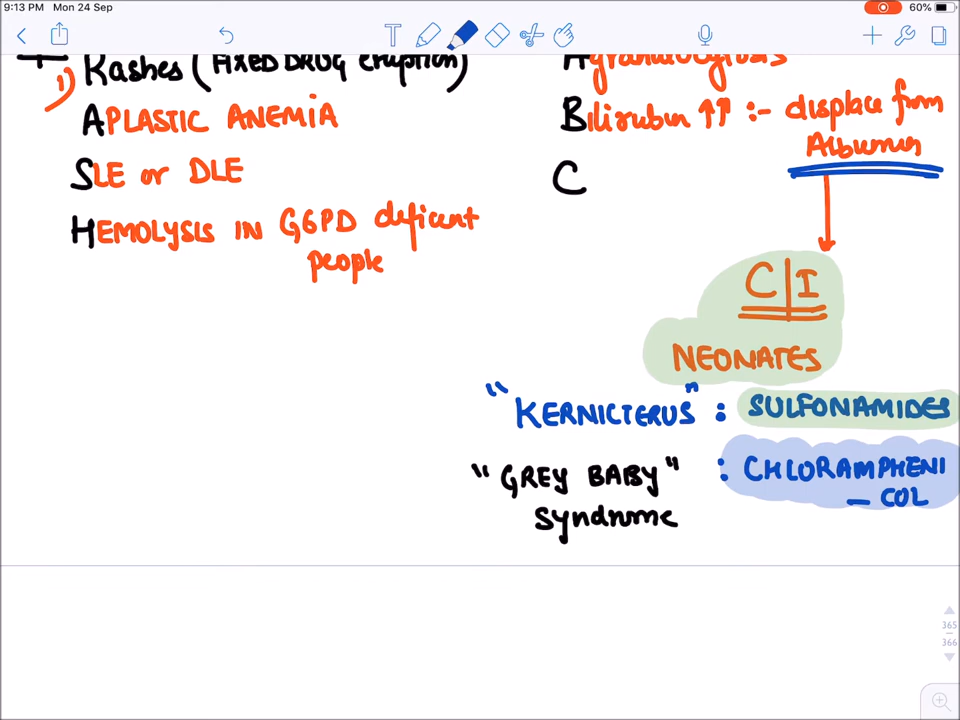 9:13 PM Mon 24 Sep
60%
Rashes (FIXED DRUG eruption)
1)
APLASTIC ANEMIA
SLE or DLE
HEMOLYSIS IN G6PD deficent
people
Agranulocytosis
Bilirubin ↑↑ :- displace from
Albumin
C
C|I
NEONATES
"KERNICTERUS" : SULFONAMIDES
"GREY BABY" : CHLORAMPHENI
Syndrome – COL
365
366